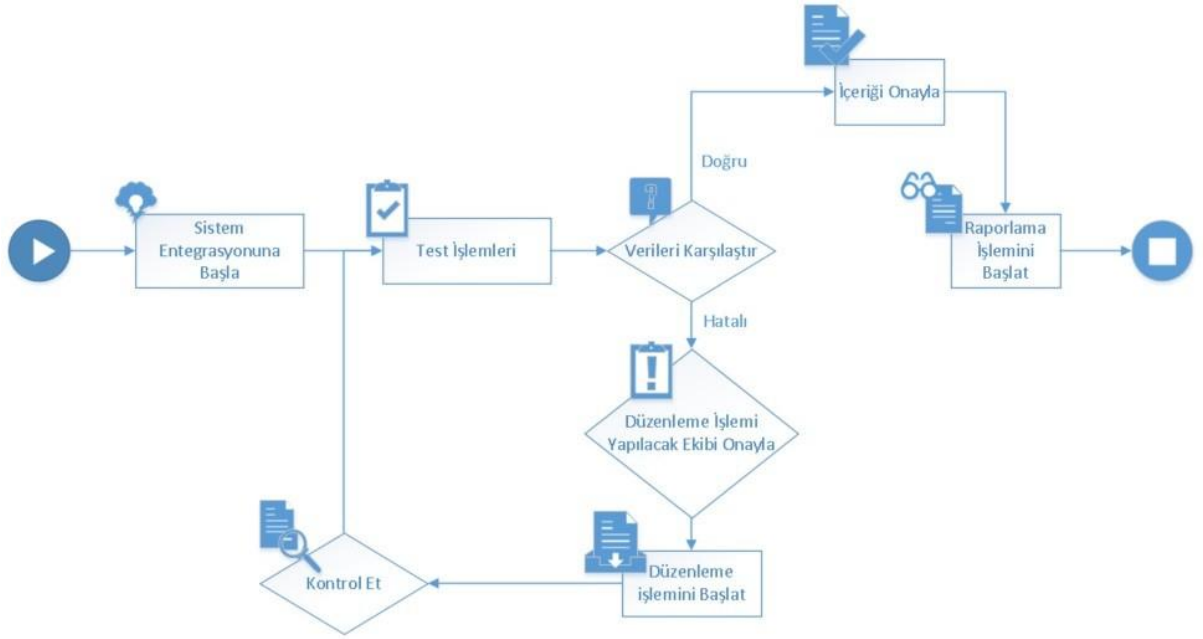 İçeriği Onayla
Doğru
Sistem
Entegrasyonuna
Başla
Test İşlemleri
Verileri Karşılaştır
Raporlama
İşlemini
Başlat
Hatalı
Düzenleme İşlemi
Yapılacak Ekibi Onayla
Kontrol Et
Düzenleme
işlemini Başlat